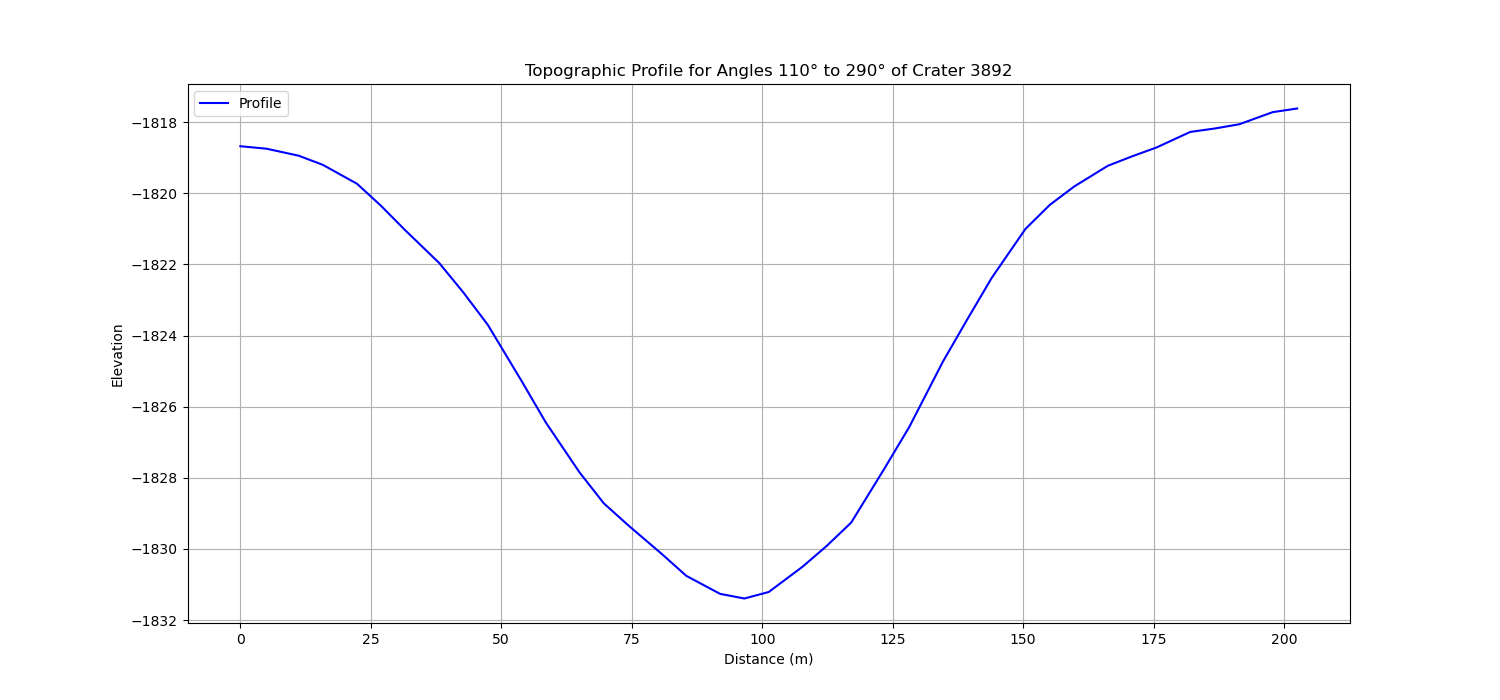 Topographic Profile for Angles 110° to 290° of Crater 3892
Profile
−1818
−1820
−1822
−1824
−1826
−1828
−1830
−1832
Elevation
0 25 50 75 100 125 150 175 200
Distance (m)